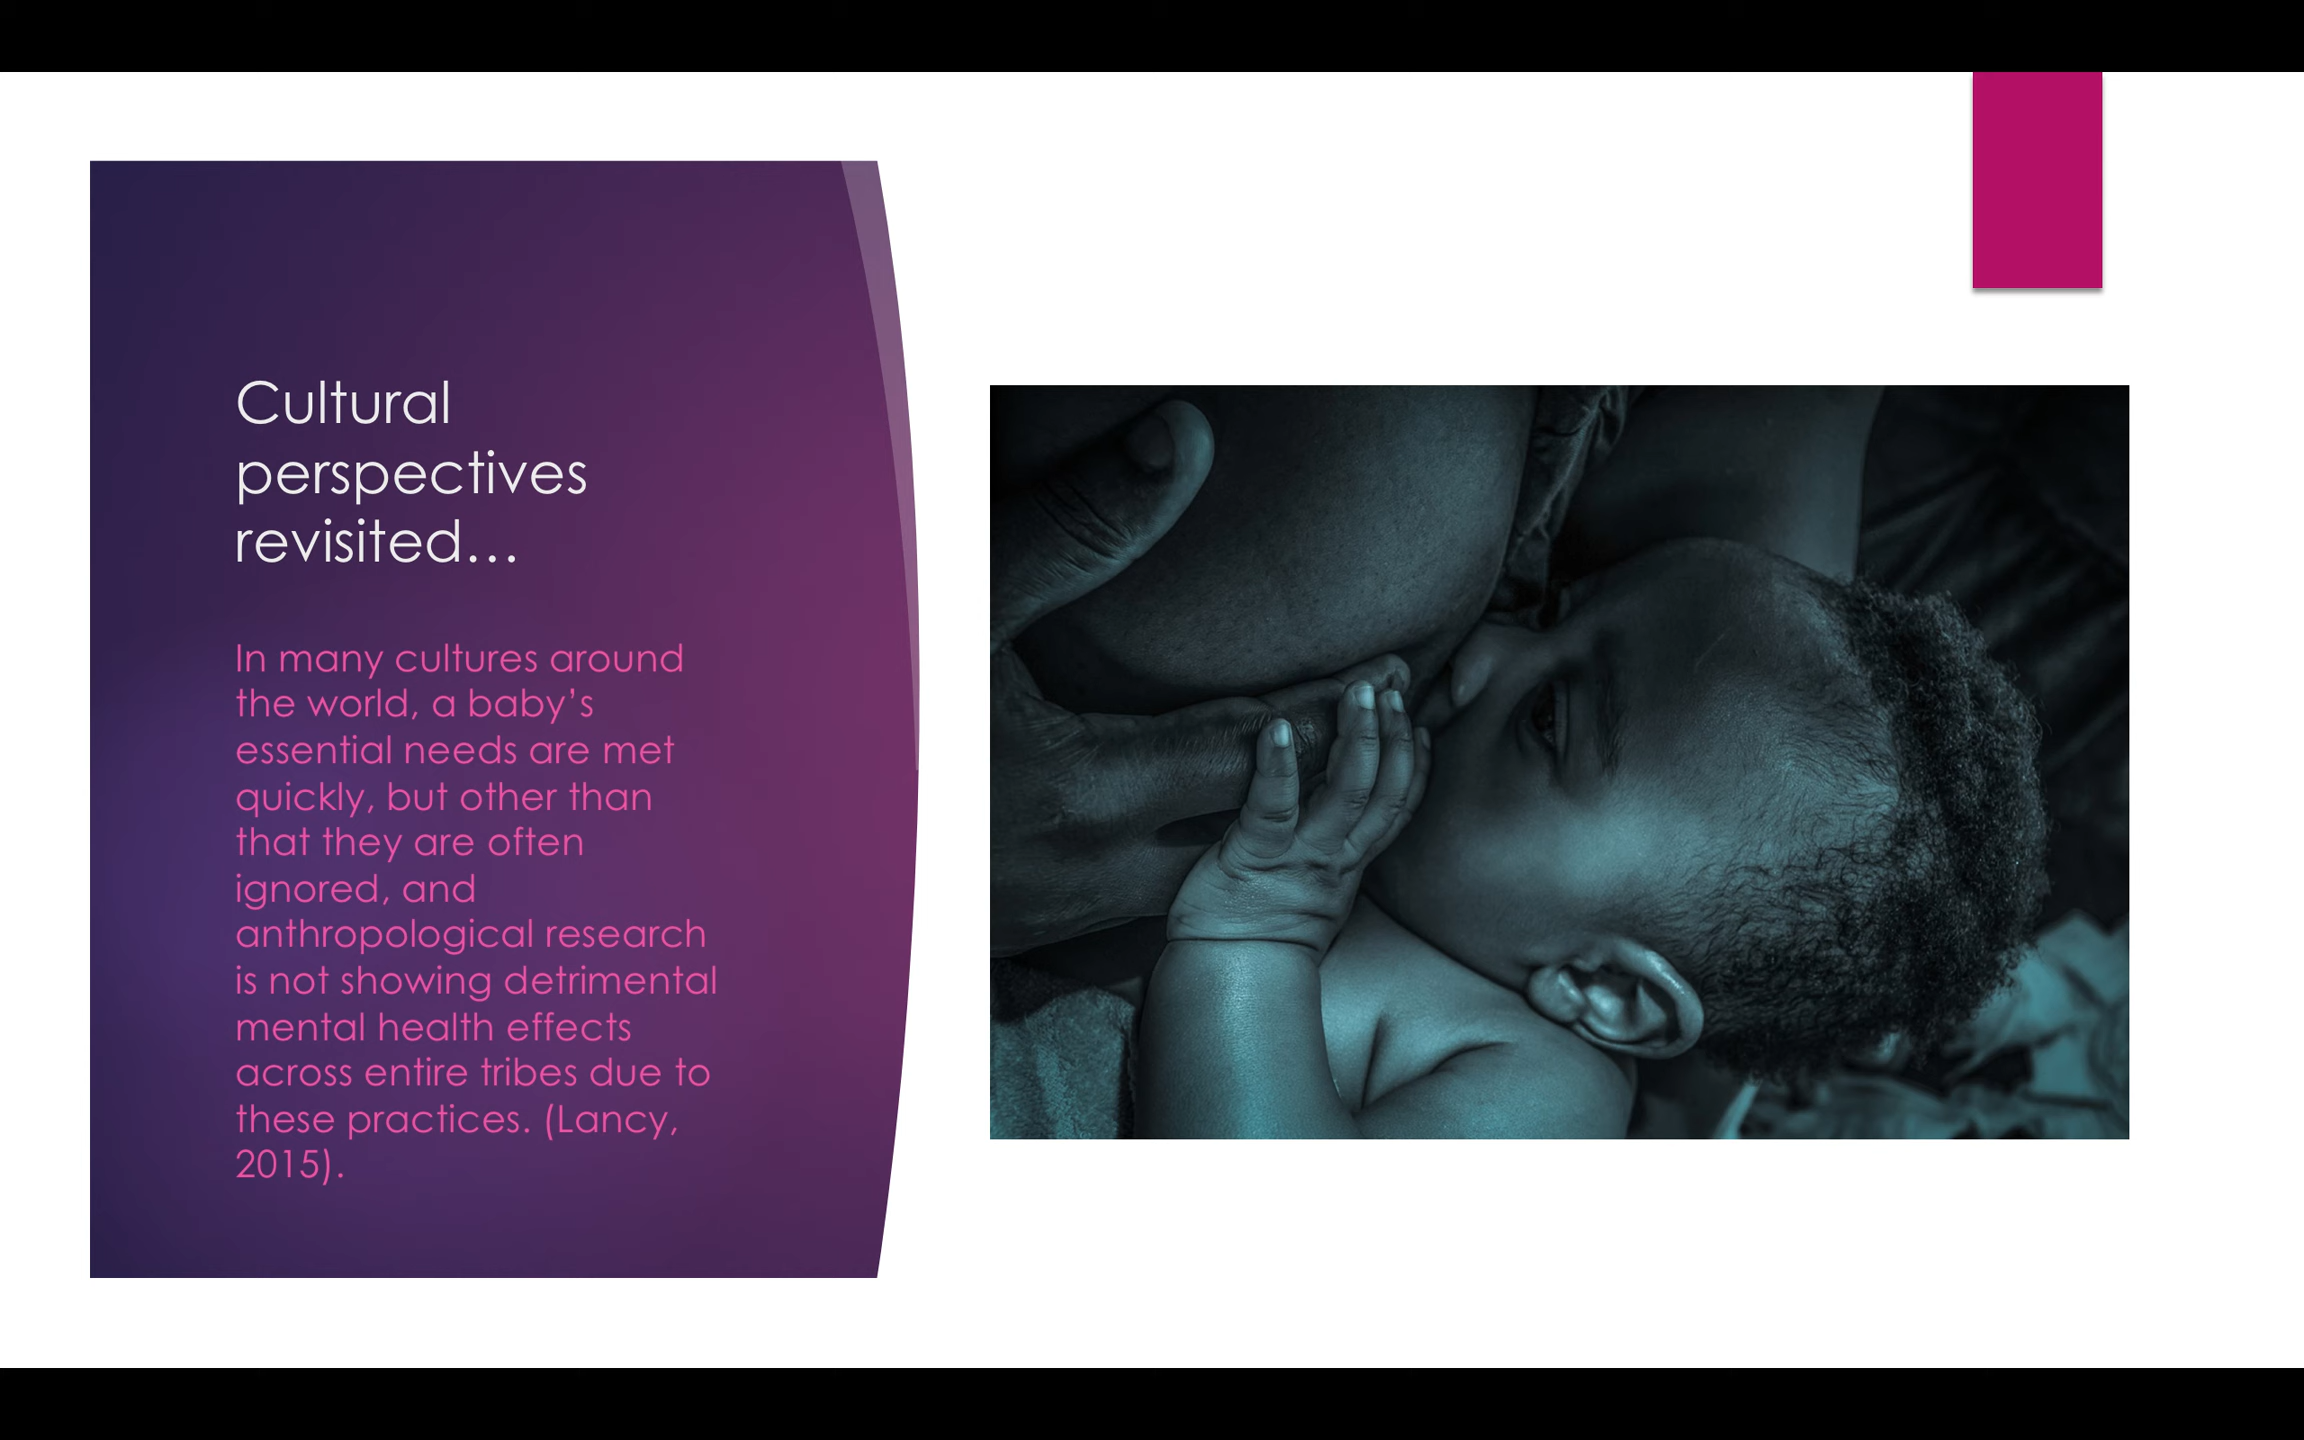 Cultural
perspectives
revisited…
In many cultures around
the world, a baby’s
essential needs are met
quickly, but other than
that they are often
ignored, and
anthropological research
is not showing detrimental
mental health effects
across entire tribes due to
these practices. (Lancy,
2015).